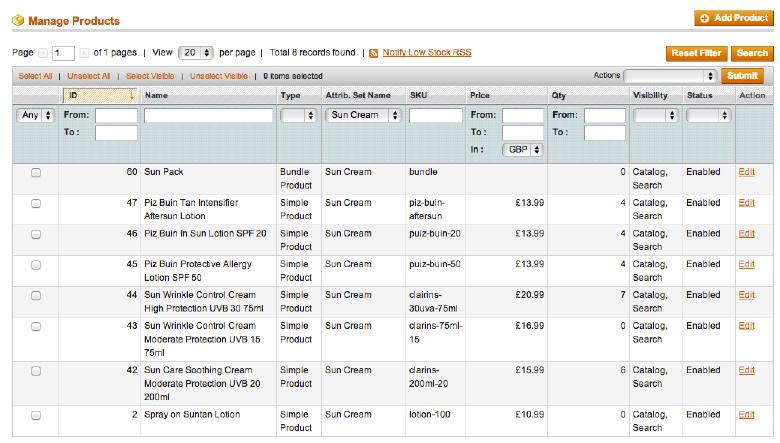 Manage Products
Add Product
Page 1 of 1 pages | View 20 per page | Total 8 records found | Notify Low Stock RSS
Reset Filter Search
Select All | Unselect All | Select Visible | Unselect Visible | 0 items selected
Actions Submit
ID Name Type Attrib. Set Name SKU Price Qty Visibility Status Action
Any From: Sun Cream From: From:
To : To : To :
In : GBP
60 Sun Pack Bundle Sun Cream bundle 0 Catalog, Enabled Edit
Product Search
47 Piz Buin Tan Intensifier Simple Sun Cream piz-buin- £13.99 4 Catalog, Enabled Edit
Aftersun Lotion Product aftersun Search
46 Piz Buin In Sun Lotion SPF 20 Simple Sun Cream puiz-buin-20 £13.99 4 Catalog, Enabled Edit
Product Search
45 Piz Buin Protective Allergy Simple Sun Cream puiz-buin-50 £13.99 4 Catalog, Enabled Edit
Lotion SPF 50 Product Search
44 Sun Wrinkle Control Cream Simple Sun Cream clairins- £20.99 7 Catalog, Enabled Edit
High Protection UVB 30 75ml Product 30uva-75ml Search
43 Sun Wrinkle Control Cream Simple Sun Cream clarins-75ml- £16.99 0 Catalog, Enabled Edit
Moderate Protection UVB 15 Product 15 Search
75ml
42 Sun Care Soothing Cream Simple Sun Cream clarins- £15.99 6 Catalog, Enabled Edit
Moderate Protection UVB 20 Product 200ml-20 Search
200ml
2 Spray on Suntan Lotion Simple Sun Cream lotion-100 £10.99 0 Catalog, Enabled Edit
Product Search